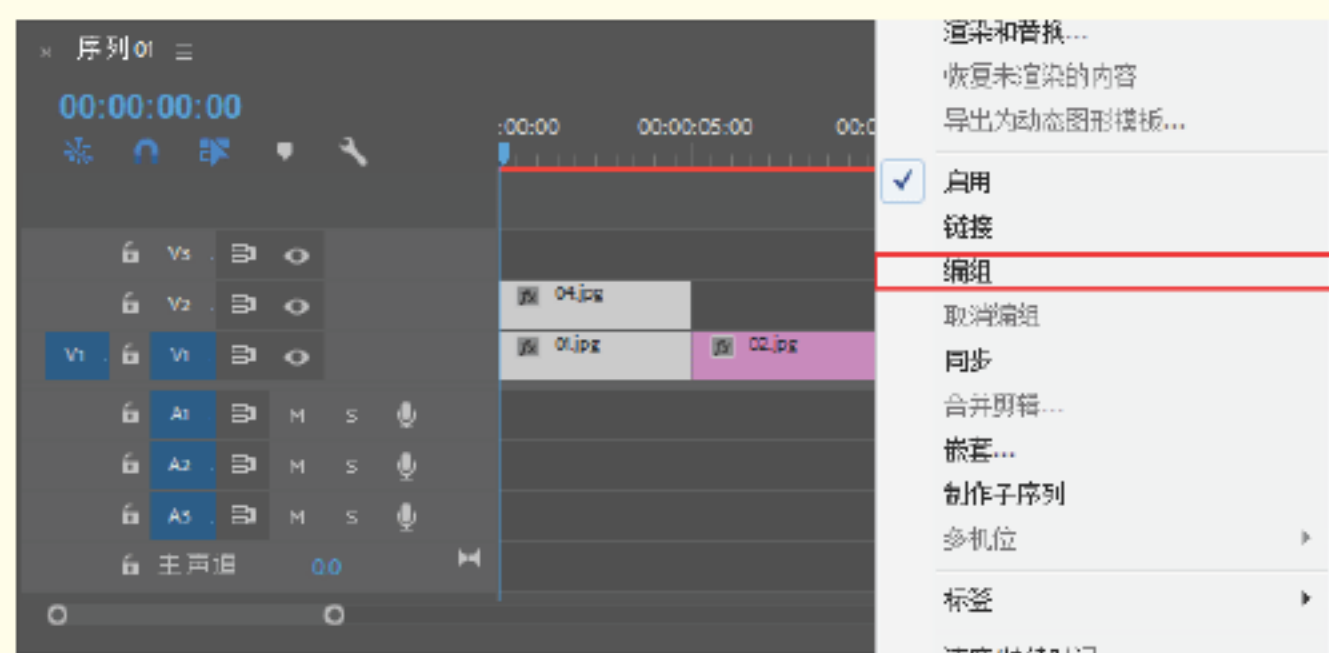 序列01
00:00:00:00
:00:00 00:00:05:00 00:0
V3
V2
04.jpg
V1 V1
01.jpg 02.jpg
A1 M S
A2 M S
A3 M S
主声道 0.0
渲染和替换...
恢复未渲染的内容
导出为动态图形模板...
启用
链接
编组
取消编组
同步
合并剪辑...
嵌套...
制作子序列
多机位
标签